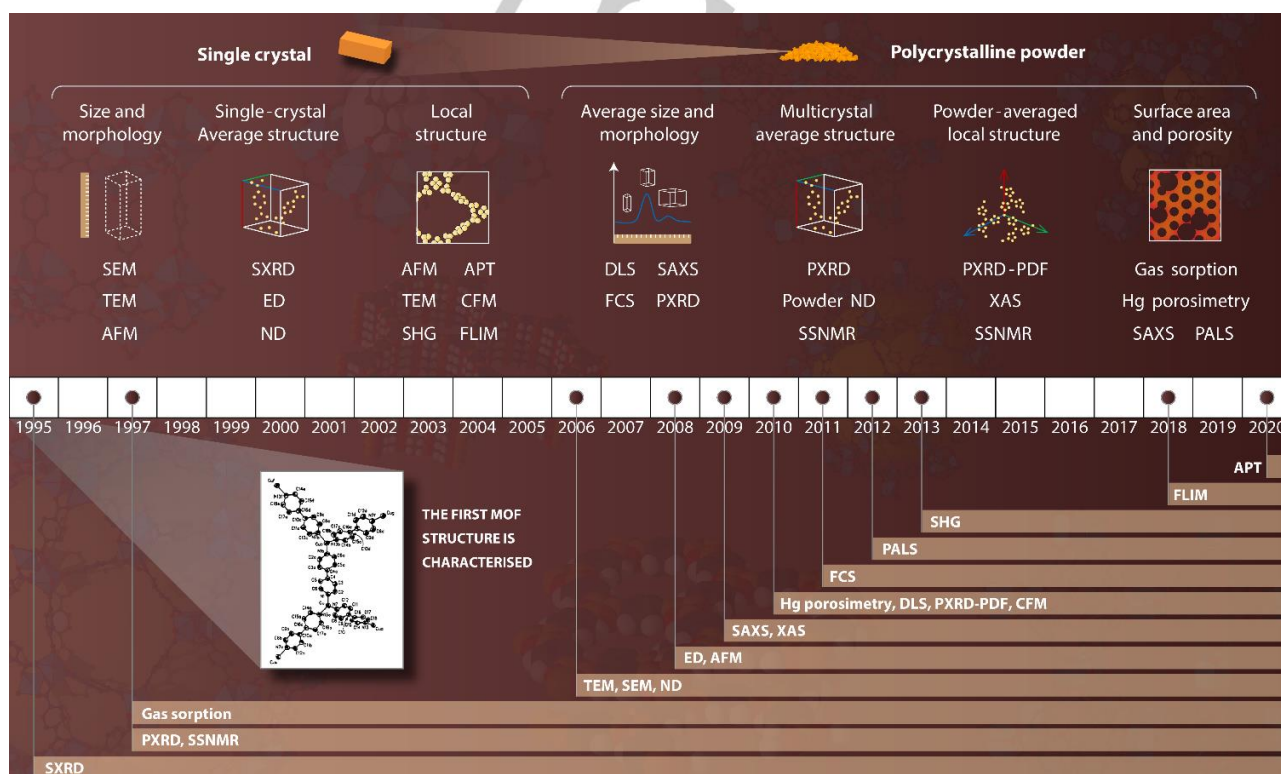 Single crystal
Polycrystalline powder
Size and
morphology
Single-crystal
Average structure
Local
structure
Average size and
morphology
Multicrystal
average structure
Powder-averaged
local structure
Surface area
and porosity
SEM
TEM
AFM
SXRD
ED
ND
AFM APT
TEM CFM
SHG FLIM
DLS SAXS
FCS PXRD
PXRD
Powder ND
SSNMR
PXRD-PDF
XAS
SSNMR
Gas sorption
Hg porosimetry
SAXS PALS
1995 1996 1997 1998 1999 2000 2001 2002 2003 2004 2005 2006 2007 2008 2009 2010 2011 2012 2013 2014 2015 2016 2017 2018 2019 2020
THE FIRST MOF
STRUCTURE IS
CHARACTERISED
APT
FLIM
SHG
PALS
FCS
Hg porosimetry, DLS, PXRD-PDF, CFM
SAXS, XAS
ED, AFM
TEM, SEM, ND
Gas sorption
PXRD, SSNMR
SXRD